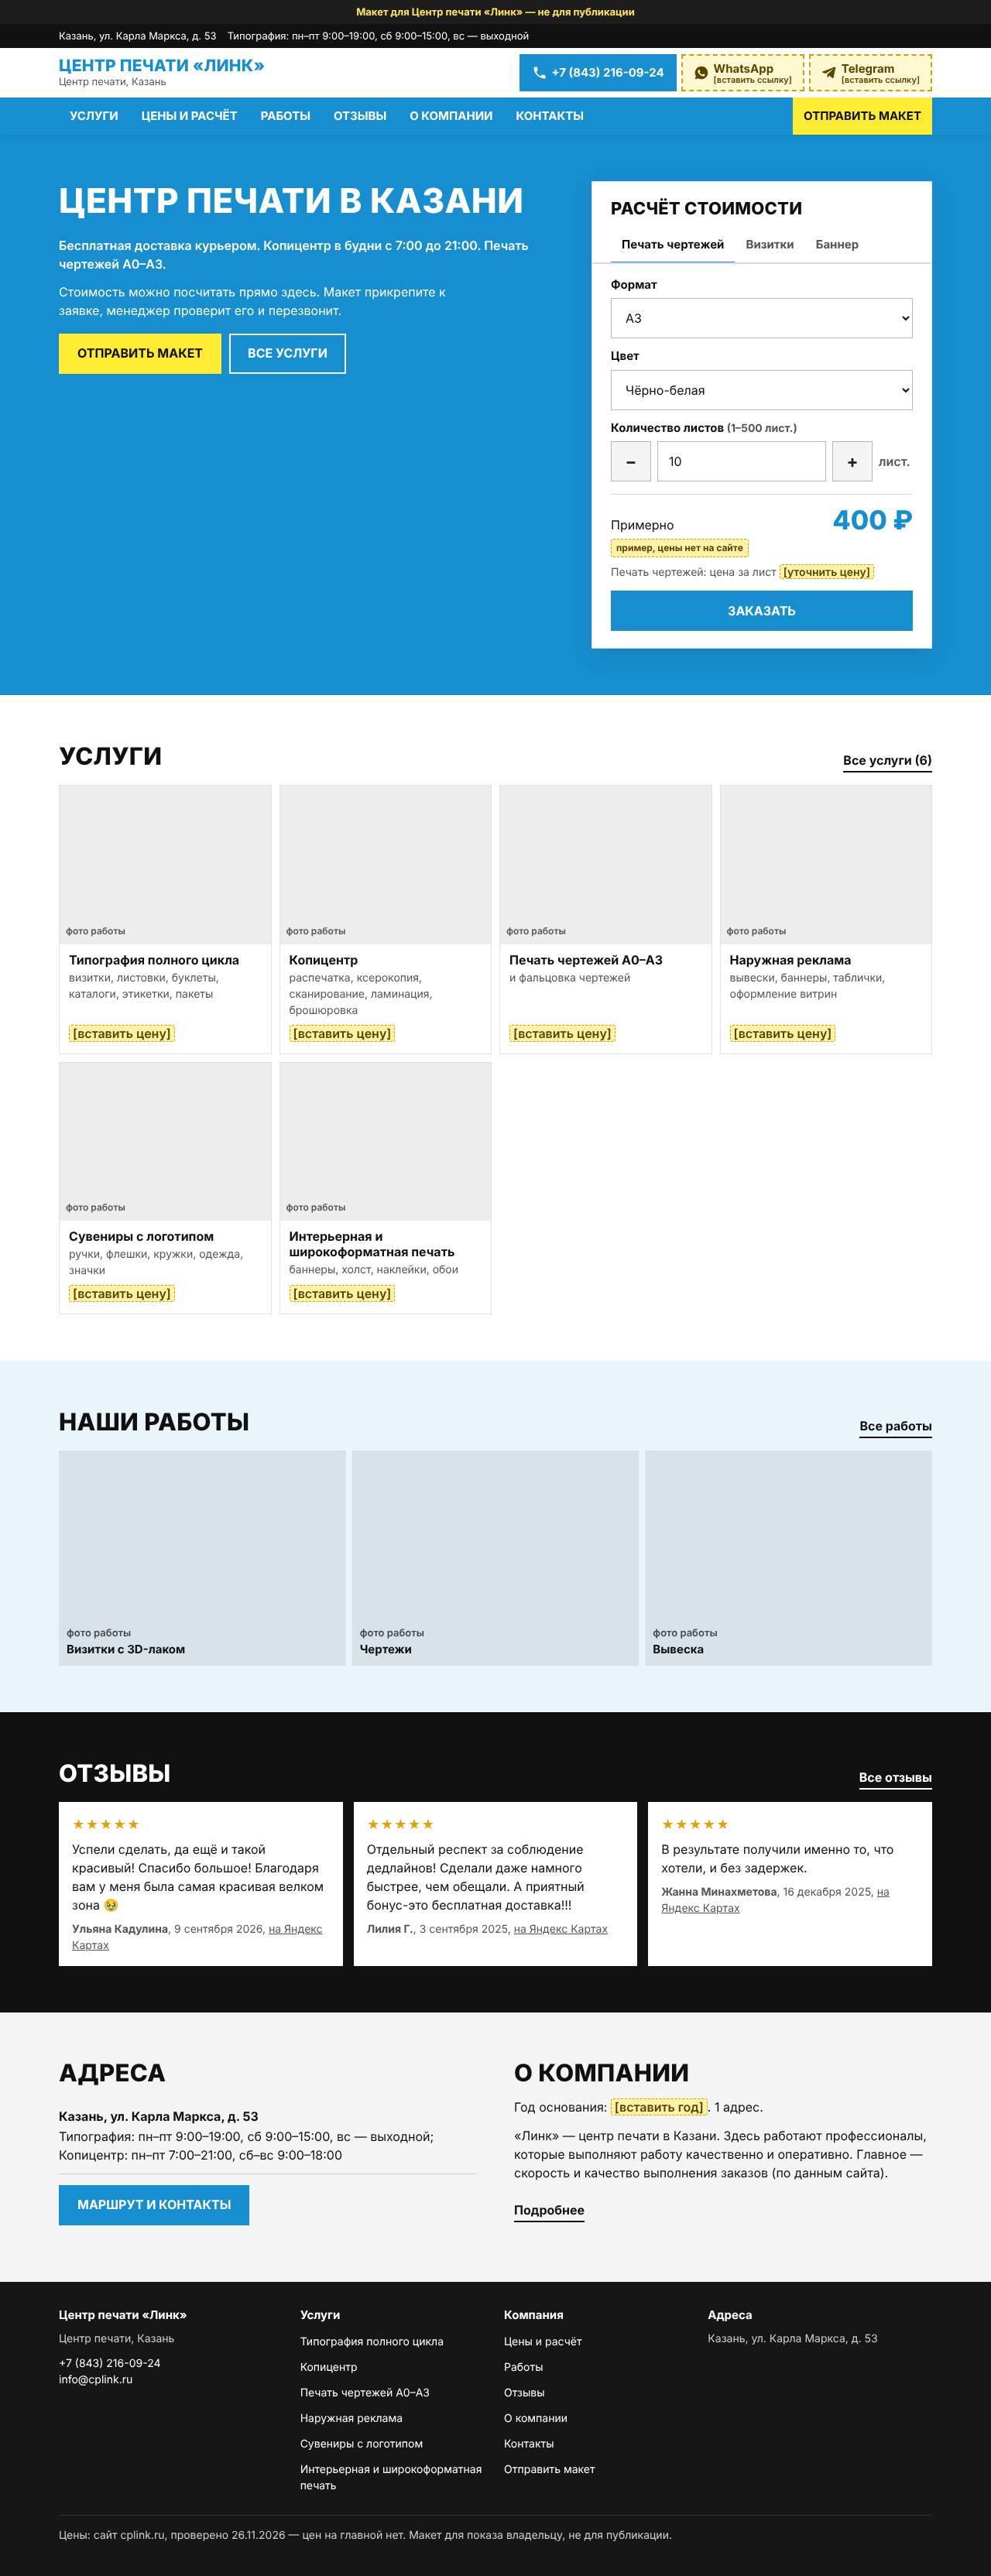 Макет для Центр печати «Линк» — не для публикации
Казань, ул. Карла Маркса, д. 53 Типография: пн–пт 9:00–19:00, сб 9:00–15:00, вс — выходной
ЦЕНТР ПЕЧАТИ «ЛИНК»
Центр печати, Казань
+7 (843) 216-09-24
WhatsApp
[вставить ссылку]
Telegram
[вставить ссылку]
УСЛУГИ ЦЕНЫ И РАСЧЁТ РАБОТЫ ОТЗЫВЫ О КОМПАНИИ КОНТАКТЫ ОТПРАВИТЬ МАКЕТ
ЦЕНТР ПЕЧАТИ В КАЗАНИ
Бесплатная доставка курьером. Копицентр в будни с 7:00 до 21:00. Печать
чертежей А0–А3.
Стоимость можно посчитать прямо здесь. Макет прикрепите к
заявке, менеджер проверит его и перезвонит.
ОТПРАВИТЬ МАКЕТ ВСЕ УСЛУГИ
РАСЧЁТ СТОИМОСТИ
Печать чертежей Визитки Баннер
Формат
А3
Цвет
Чёрно-белая
Количество листов (1–500 лист.)
− 10 + лист.
Примерно 400 ₽
пример, цены нет на сайте
Печать чертежей: цена за лист [уточнить цену]
ЗАКАЗАТЬ
УСЛУГИ
Все услуги (6)
фото работы
Типография полного цикла
визитки, листовки, буклеты,
каталоги, этикетки, пакеты
[вставить цену]
фото работы
Копицентр
распечатка, ксерокопия,
сканирование, ламинация,
брошюровка
[вставить цену]
фото работы
Печать чертежей А0–А3
и фальцовка чертежей
[вставить цену]
фото работы
Наружная реклама
вывески, баннеры, таблички,
оформление витрин
[вставить цену]
фото работы
Сувениры с логотипом
ручки, флешки, кружки, одежда,
значки
[вставить цену]
фото работы
Интерьерная и
широкоформатная печать
баннеры, холст, наклейки, обои
[вставить цену]
НАШИ РАБОТЫ
Все работы
фото работы
Визитки с 3D-лаком
фото работы
Чертежи
фото работы
Вывеска
ОТЗЫВЫ
Все отзывы
★★★★★
Успели сделать, да ещё и такой
красивый! Спасибо большое! Благодаря
вам у меня была самая красивая велком
зона 🥹
Ульяна Кадулина, 9 сентября 2026, на Яндекс
Картах
★★★★★
Отдельный респект за соблюдение
дедлайнов! Сделали даже намного
быстрее, чем обещали. А приятный
бонус-это бесплатная доставка!!!
Лилия Г., 3 сентября 2025, на Яндекс Картах
★★★★★
В результате получили именно то, что
хотели, и без задержек.
Жанна Минахметова, 16 декабря 2025, на
Яндекс Картах
АДРЕСА
Казань, ул. Карла Маркса, д. 53
Типография: пн–пт 9:00–19:00, сб 9:00–15:00, вс — выходной;
Копицентр: пн–пт 7:00–21:00, сб–вс 9:00–18:00
МАРШРУТ И КОНТАКТЫ
О КОМПАНИИ
Год основания: [вставить год]. 1 адрес.
«Линк» — центр печати в Казани. Здесь работают профессионалы,
которые выполняют работу качественно и оперативно. Главное —
скорость и качество выполнения заказов (по данным сайта).
Подробнее
Центр печати «Линк»
Центр печати, Казань
+7 (843) 216-09-24
info@cplink.ru
Услуги
Типография полного цикла
Копицентр
Печать чертежей А0–А3
Наружная реклама
Сувениры с логотипом
Интерьерная и широкоформатная
печать
Компания
Цены и расчёт
Работы
Отзывы
О компании
Контакты
Отправить макет
Адреса
Казань, ул. Карла Маркса, д. 53
Цены: сайт cplink.ru, проверено 26.11.2026 — цен на главной нет. Макет для показа владельцу, не для публикации.